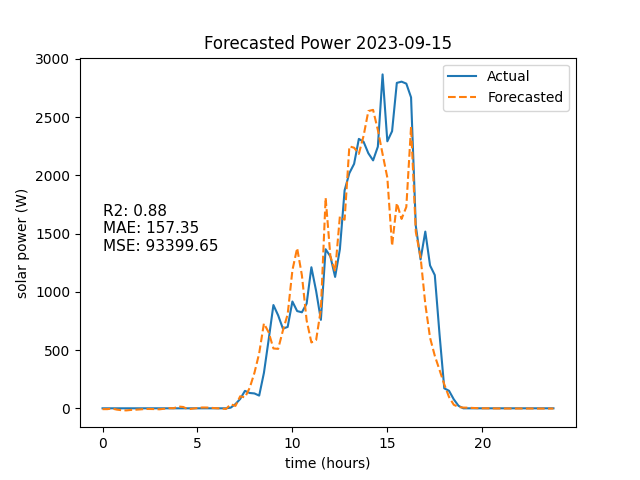 Forecasted Power 2023-09-15
3000
2500
2000
1500
1000
500
0
solar power (W)
Actual
Forecasted
R2: 0.88
MAE: 157.35
MSE: 93399.65
0 5 10 15 20
time (hours)